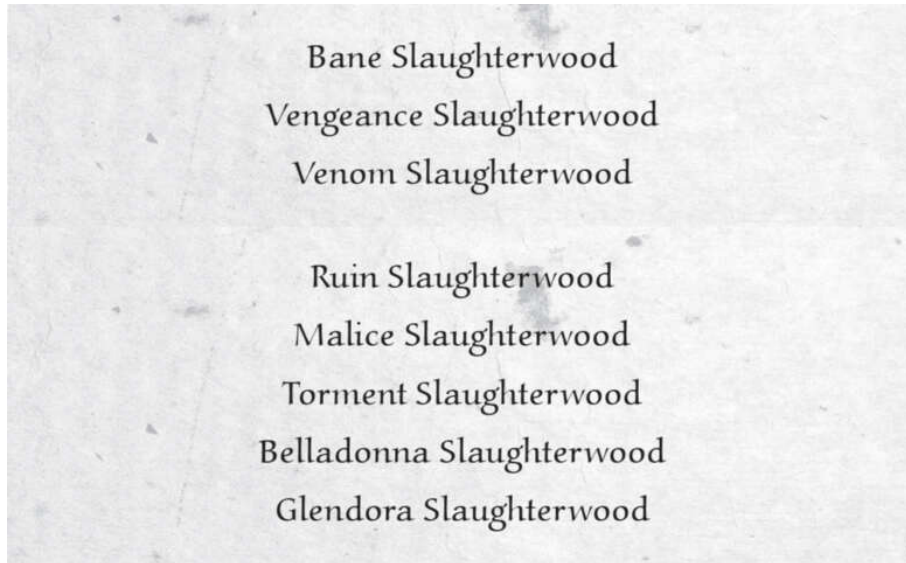 Bane Slaughterwood
Vengeance Slaughterwood
Venom Slaughterwood
Ruin Slaughterwood
Malice Slaughterwood
Torment Slaughterwood
Belladonna Slaughterwood
Glendora Slaughterwood